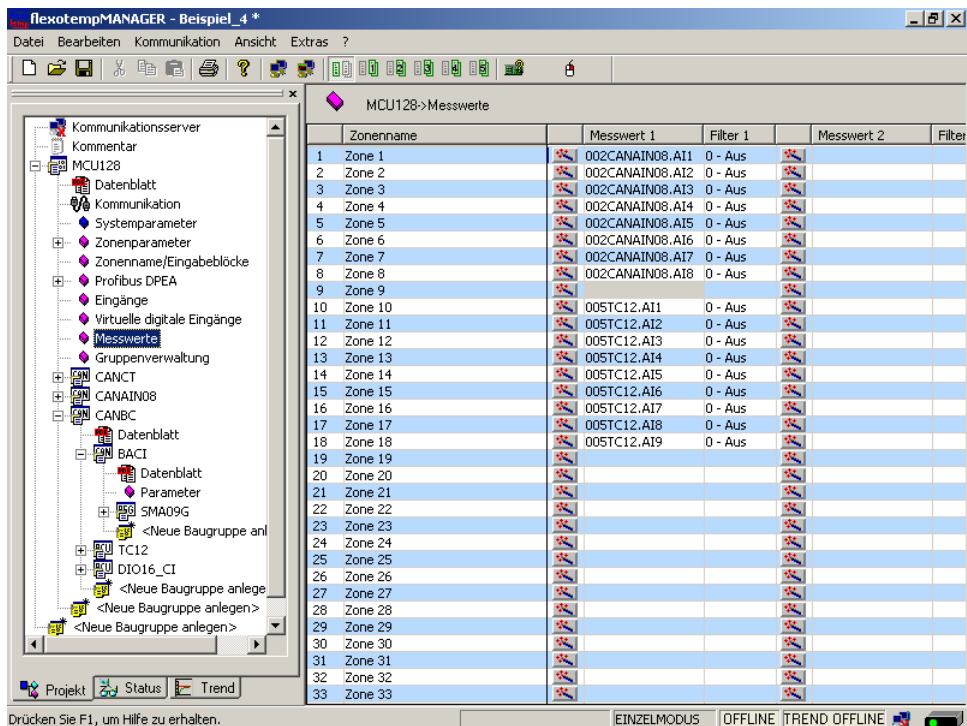 flexotempMANAGER - Beispiel_4 *
Datei Bearbeiten Kommunikation Ansicht Extras ?
MCU128->Messwerte
Kommunikationsserver
Kommentar
MCU128
Datenblatt
Kommunikation
Systemparameter
Zonenparameter
Zonenname/Eingabeblöcke
Profibus DPEA
Eingänge
Virtuelle digitale Eingänge
Messwerte
Gruppenverwaltung
CANCT
CANAIN08
CANBC
Datenblatt
BACI
Datenblatt
Parameter
SMA09G
<Neue Baugruppe anl
TC12
DIO16_CI
<Neue Baugruppe anlege
<Neue Baugruppe anlegen>
<Neue Baugruppe anlegen>
Projekt Status Trend
Zonenname Messwert 1 Filter 1 Messwert 2 Filter
1 Zone 1 002CANAIN08.AI1 0 - Aus
2 Zone 2 002CANAIN08.AI2 0 - Aus
3 Zone 3 002CANAIN08.AI3 0 - Aus
4 Zone 4 002CANAIN08.AI4 0 - Aus
5 Zone 5 002CANAIN08.AI5 0 - Aus
6 Zone 6 002CANAIN08.AI6 0 - Aus
7 Zone 7 002CANAIN08.AI7 0 - Aus
8 Zone 8 002CANAIN08.AI8 0 - Aus
9 Zone 9
10 Zone 10 005TC12.AI1 0 - Aus
11 Zone 11 005TC12.AI2 0 - Aus
12 Zone 12 005TC12.AI3 0 - Aus
13 Zone 13 005TC12.AI4 0 - Aus
14 Zone 14 005TC12.AI5 0 - Aus
15 Zone 15 005TC12.AI6 0 - Aus
16 Zone 16 005TC12.AI7 0 - Aus
17 Zone 17 005TC12.AI8 0 - Aus
18 Zone 18 005TC12.AI9 0 - Aus
19 Zone 19
20 Zone 20
21 Zone 21
22 Zone 22
23 Zone 23
24 Zone 24
25 Zone 25
26 Zone 26
27 Zone 27
28 Zone 28
29 Zone 29
30 Zone 30
31 Zone 31
32 Zone 32
33 Zone 33
Drücken Sie F1, um Hilfe zu erhalten. EINZELMODUS OFFLINE TREND OFFLINE